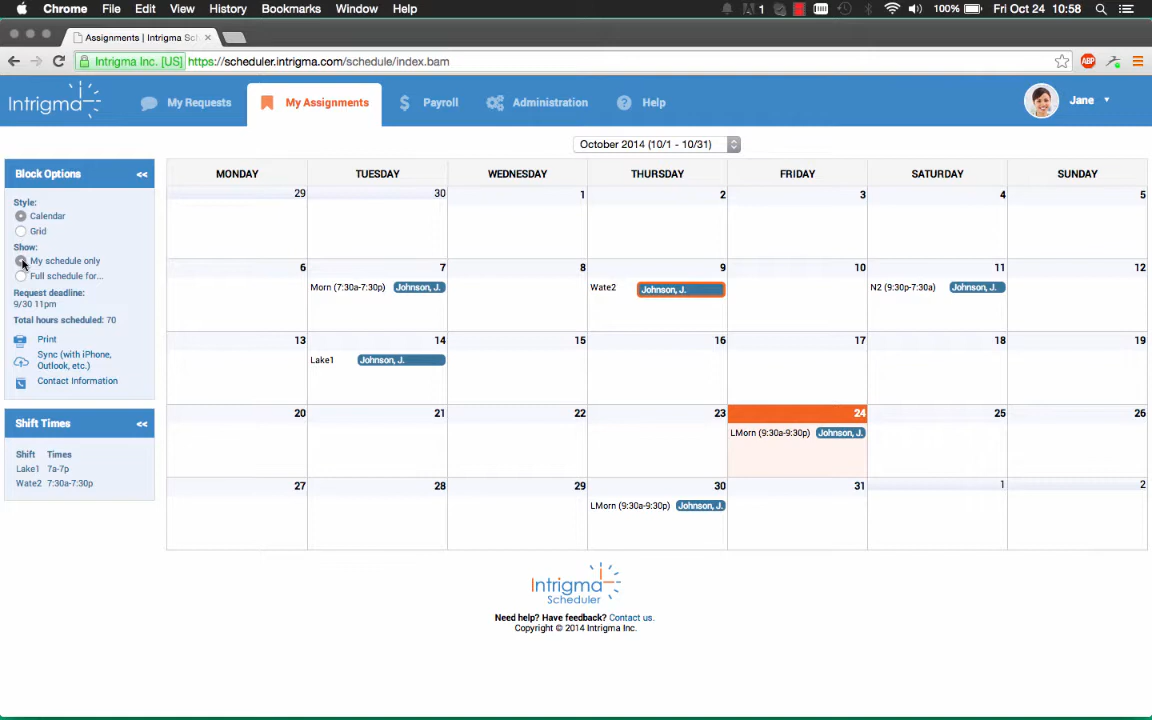 Chrome File Edit View History Bookmarks Window Help 1 100% Fri Oct 24 10:58
Assignments | Intrigma Sch
Intrigma Inc. [US] https://scheduler.intrigma.com/schedule/index.bam ABP
Intrigma My Requests My Assignments $ Payroll Administration ? Help Jane
October 2014 (10/1 - 10/31)
Block Options <<
Style:
Calendar
Grid
Show:
My schedule only
Full schedule for...
Request deadline:
9/30 11pm
Total hours scheduled: 70
Print
Sync (with iPhone,
Outlook, etc.)
Contact Information
Shift Times <<
Shift Times
Lake1 7a-7p
Wate2 7:30a-7:30p
MONDAY TUESDAY WEDNESDAY THURSDAY FRIDAY SATURDAY SUNDAY
29 30 1 2 3 4 5
6 7 8 9 10 11 12
Morn (7:30a-7:30p) Johnson, J. Wate2 Johnson, J. N2 (9:30p-7:30a) Johnson, J.
13 14 15 16 17 18 19
Lake1 Johnson, J.
20 21 22 23 24 25 26
LMorn (9:30a-9:30p) Johnson, J.
27 28 29 30 31 1 2
LMorn (9:30a-9:30p) Johnson, J.
Intrigma
Scheduler
Need help? Have feedback? Contact us.
Copyright © 2014 Intrigma Inc.